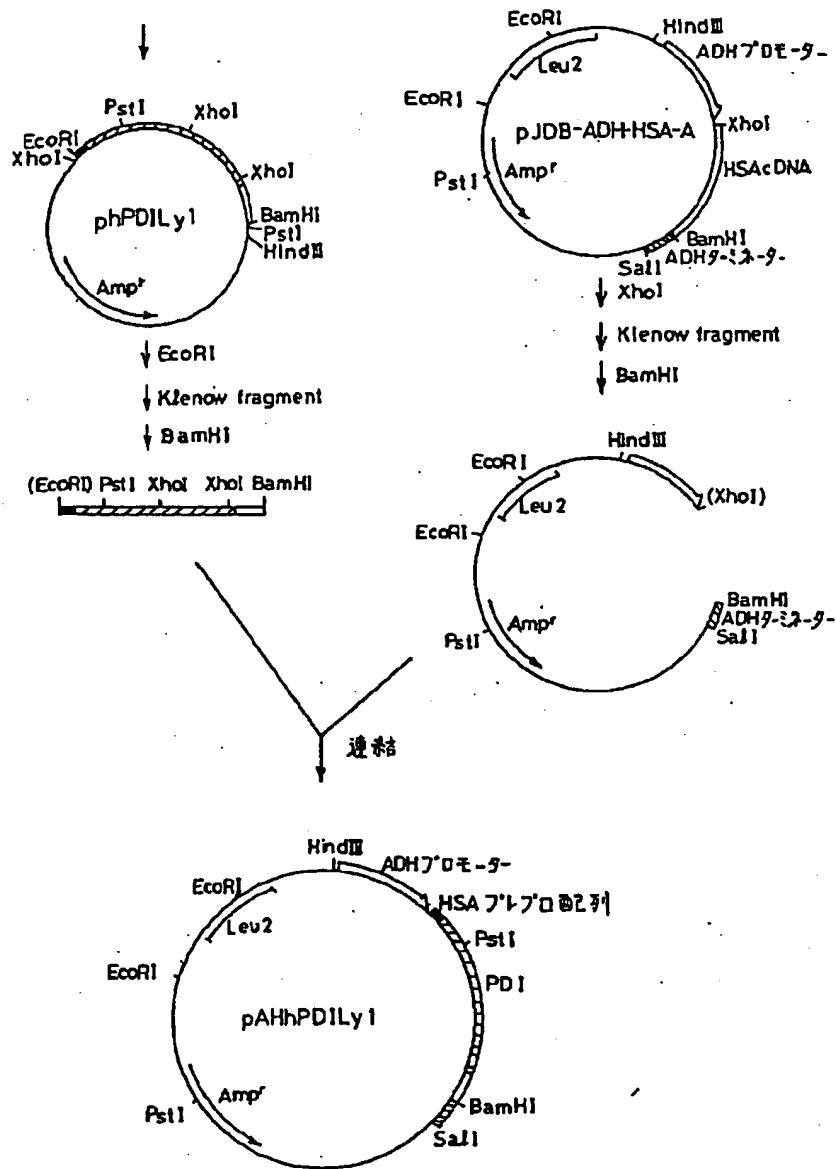 EcoRI
PstI
XhoI
EcoRI
XhoI
XhoI
phPDILy1
BamHI
PstI
HindIII
Ampʳ
EcoRI
Klenow fragment
BamHI
(EcoRI) PstI XhoI XhoI BamHI
EcoRI
HindIII
ADHプロモーター
Leu2
EcoRI
pJDB-ADH-HSA-A
XhoI
PstI
Ampʳ
HSAcDNA
BamHI
ADHターミネーター
SalI
XhoI
Klenow fragment
BamHI
HindIII
EcoRI
Leu2
(XhoI)
EcoRI
BamHI
ADHターミネーター
SalI
PstI
Ampʳ
連結
HindIII
ADHプロモーター
EcoRI
HSAプレプロ配列
Leu2
PstI
EcoRI
PDI
pAHhPDILy1
PstI
Ampʳ
BamHI
SalI